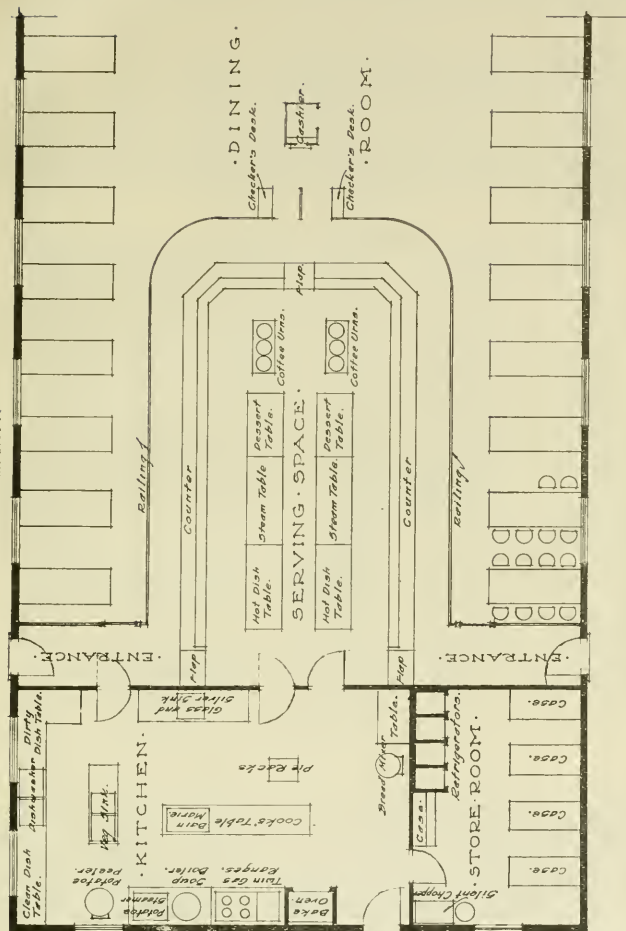 ·DINING·
·ROOM·
Cashier.
Checker's Desk.
Checker's Desk.
Flap.
Coffee Urns.
Coffee Urns.
Railing
Counter
Dessert
Table.
Steam Table
Hot Dish
Table.
SERVING·SPACE·
Dessert
Table.
Steam Table.
Hot Dish
Table.
Counter
Railing
·ENTRANCE·
Flap
Flap
·ENTRANCE·
Clean Dish
Table.
Dishwasher
Dirty
Dish Table.
Veg Sink.
Glass and
Silver Sink
·KITCHEN·
Pie Racks
Cooks' Table
Bain
Marie.
Potatoe
Peeler.
Potatoe
Steamer
Soup
Boiler.
Twin Gas
Ranges.
Bake
Oven.
Bread Mixer
Table.
Refrigerators.
Case.
·STORE·ROOM·
Silent Chopper
Case.
Case.
Case.
Case.